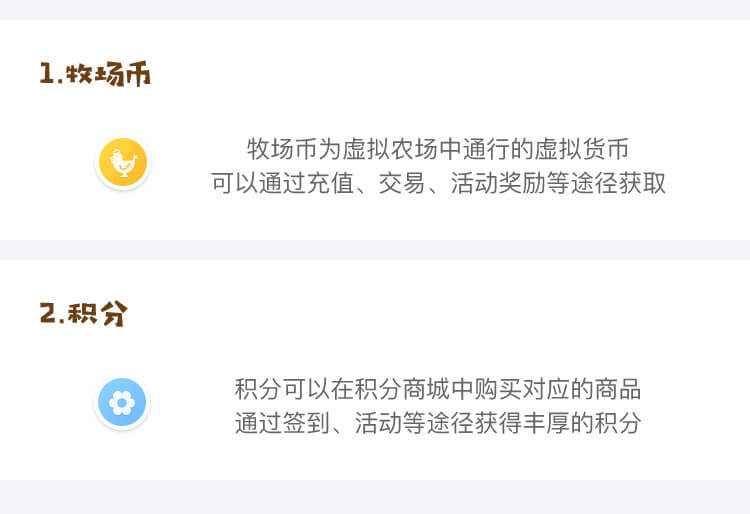 1.牧场币
牧场币为虚拟农场中通行的虚拟货币
可以通过充值、交易、活动奖励等途径获取
2.积分
积分可以在积分商城中购买对应的商品
通过签到、活动等途径获得丰厚的积分